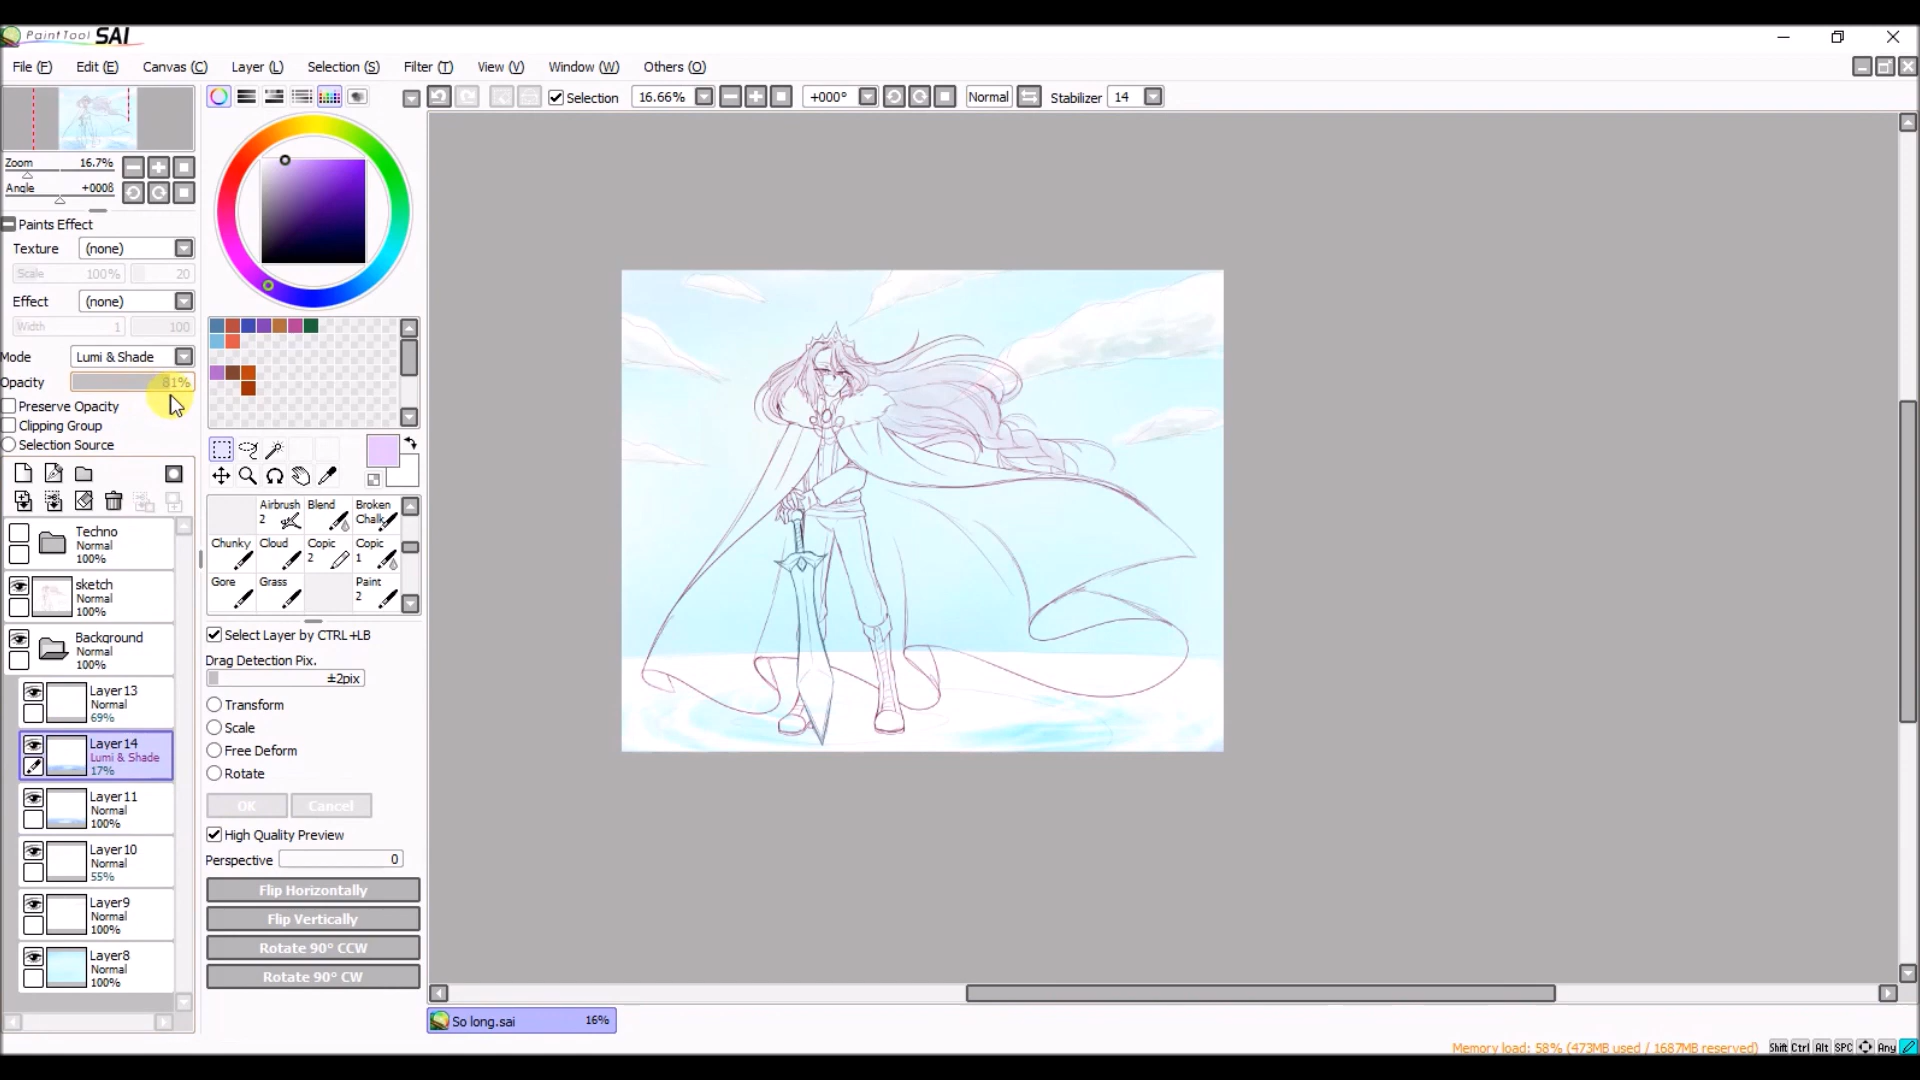 PaintTool SAI
File (F) Edit (E) Canvas (C) Layer (L) Selection (S) Filter (T) View (V) Window (W) Others (O)
Selection 16.66% +000° Normal Stabilizer 14
Zoom 16.7%
Angle +000ß
Paints Effect
Texture (none)
Scale 100% 20
Effect (none)
Width 1 100
Mode Lumi & Shade
Opacity 81%
Preserve Opacity
Clipping Group
Selection Source
Techno
Normal
100%
sketch
Normal
100%
Background
Normal
100%
Layer13
Normal
69%
Layer14
Lumi & Shade
17%
Layer11
Normal
100%
Layer10
Normal
55%
Layer9
Normal
100%
Layer8
Normal
100%
Airbrush 2
Blend
Broken Chalk
Chunky
Cloud
Copic 2
Copic 1
Gore
Grass
Paint 2
Select Layer by CTRL+LB
Drag Detection Pix.
±2pix
Transform
Scale
Free Deform
Rotate
OK Cancel
High Quality Preview
Perspective 0
Flip Horizontally
Flip Vertically
Rotate 90° CCW
Rotate 90° CW
So long.sai 16%
Memory load: 58% (473MB used / 1687MB reserved) Shift Ctrl Alt SPC Any